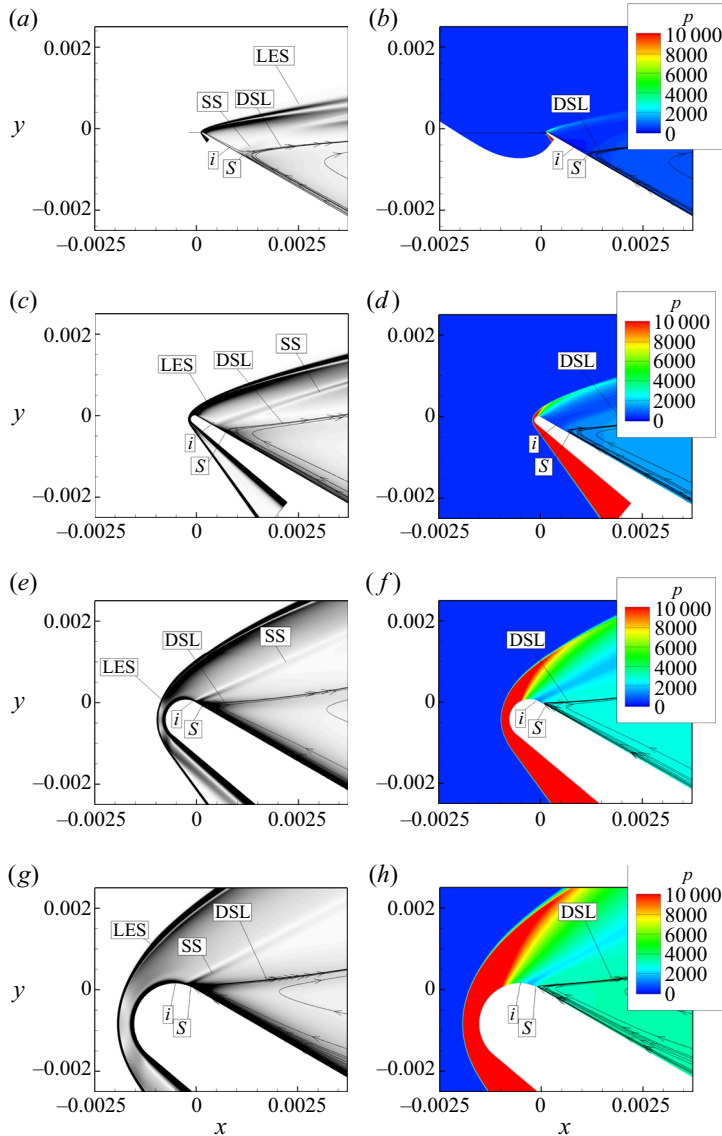 (a)
(b)
p
10 000
8000
6000
4000
2000
0
0.002
0
–0.002
y
LES
SS
DSL
i
S
DSL
i
S
–0.0025
0
0.0025
–0.0025
0
0.0025
(c)
(d)
p
10 000
8000
6000
4000
2000
0
0.002
0
–0.002
y
LES
DSL
SS
i
S
DSL
i
S
–0.0025
0
0.0025
–0.0025
0
0.0025
(e)
(f)
p
10 000
8000
6000
4000
2000
0
0.002
0
–0.002
y
LES
DSL
SS
i
S
DSL
i
S
–0.0025
0
0.0025
–0.0025
0
0.0025
(g)
(h)
p
10 000
8000
6000
4000
2000
0
0.002
0
–0.002
y
LES
SS
DSL
i
S
DSL
i
S
–0.0025
0
0.0025
–0.0025
0
0.0025
x
x